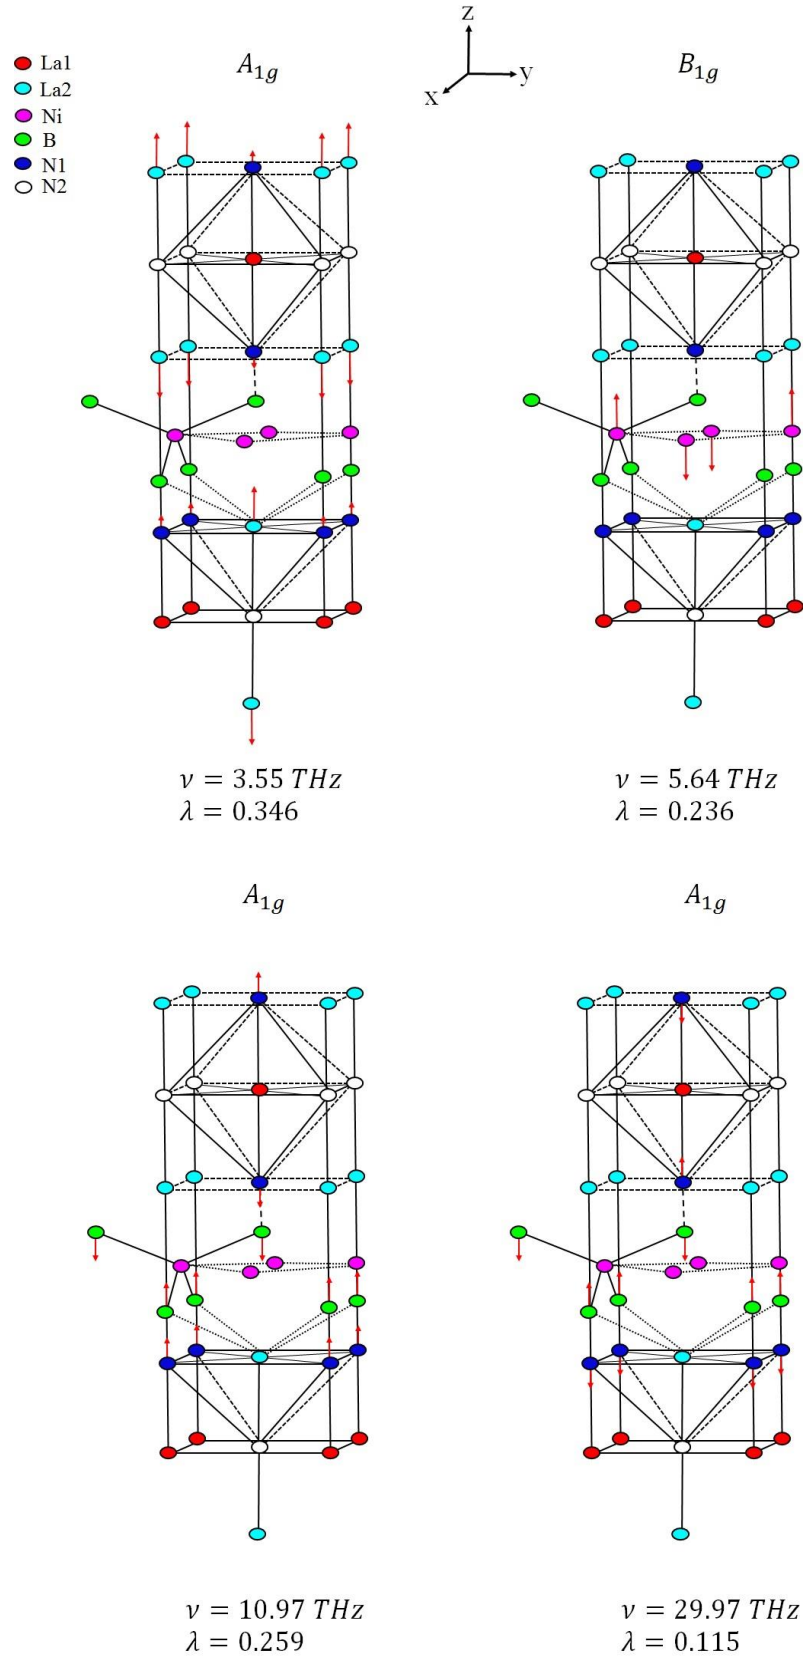 z
y
x
La1
La2
Ni
B
N1
N2
A₁g
B₁g
ν = 3.55 THz
λ = 0.346
ν = 5.64 THz
λ = 0.236
A₁g
A₁g
ν = 10.97 THz
λ = 0.259
ν = 29.97 THz
λ = 0.115